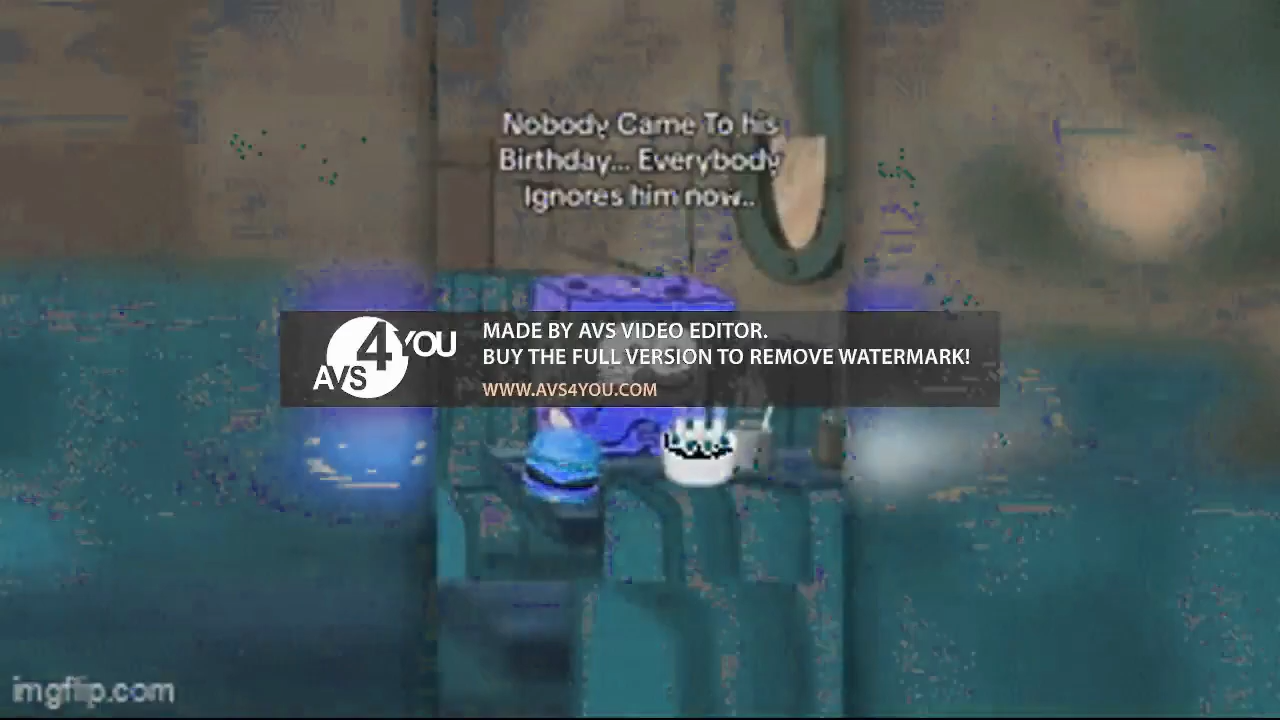 Nobody Came To his
Birthday... Everybody
Ignores him now..
AVS4YOU
MADE BY AVS VIDEO EDITOR.
BUY THE FULL VERSION TO REMOVE WATERMARK!
WWW.AVS4YOU.COM
imgflip.com